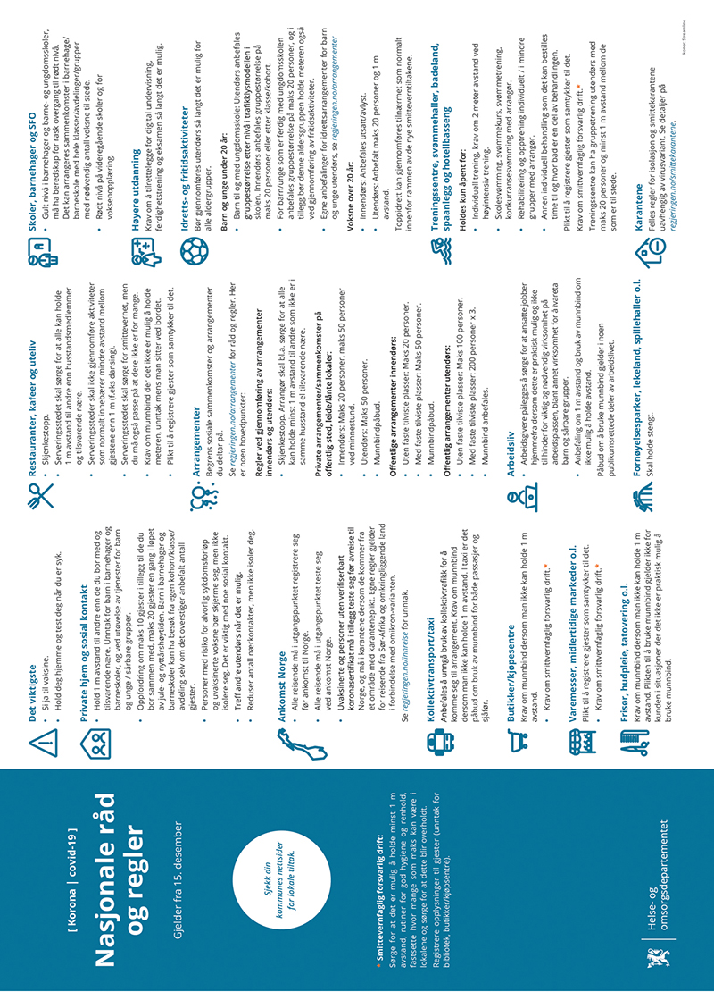 [ Korona | covid-19 ]
Nasjonale råd
og regler
Gjelder fra 15. desember
Sjekk din
kommunes nettsider
for lokale tiltak.
* Smittevernfaglig forsvarlig drift:
Sørge for at det er mulig å holde minst 1 m
avstand, rutiner for god hygiene og renhold,
fastsette hvor mange som maks kan være i
lokalene og sørge for at dette blir overholdt.
Registrere opplysninger til gjester (unntak for
bibliotek, butikker/kjøpsentre).
Helse- og
omsorgsdepartementet
Det viktigste
• Si ja til vaksine.
• Hold deg hjemme og test deg når du er syk.
Private hjem og sosial kontakt
• Hold 1 m avstand til andre enn de du bor med og
tilsvarende nære. Unntak for barn i barnehager og
barneskoler, og ved utøvelse av tjenester for barn
og unge / sårbare grupper.
• Oppfordring om maks 10 gjester i tillegg til de du
bor sammen med, maks 20 gjester en gang i løpet
av jule- og nyttårshøytiden. Barn i barnehager og
barneskoler kan ha besøk fra egen kohort/klasse/
avdeling selv om det overstiger anbefalt antall
gjester.
• Personer med risiko for alvorlig sykdomsforløp
og uvaksinerte voksne bør skjerme seg, men ikke
isolere seg. Det er viktig med noe sosial kontakt.
• Treff andre utendørs når det er mulig.
• Reduser antall nærkontakter, men ikke isoler deg.
Ankomst Norge
• Alle reisende må i utgangspunktet registrere seg
før ankomst til Norge.
• Alle reisende må i utgangspunktet teste seg
ved ankomst Norge.
• Uvaksinerte og personer uten verifiserbart
koronasertifikat må i tillegg teste seg før avreise til
Norge, og må i karantene dersom de kommer fra
et område med karanteneplikt. Egne regler gjelder
for reisende fra Sør-Afrika og omkringliggende land
i forbindelse med omikron-varianten.
Se regjeringen.no/innreise for unntak.
Kollektivtransport/taxi
Anbefales å unngå bruk av kollektivtrafikk for å
komme seg til arrangement. Krav om munnbind
dersom man ikke kan holde 1 m avstand. I taxi er det
påbud om bruk av munnbind for både passasjer og
sjåfør.
Butikker/kjøpesentre
• Krav om munnbind dersom man ikke kan holde 1 m
avstand.
• Krav om smittvernfaglig forsvarlig drift.*
Varemesser, midlertidige markeder o.l.
Plikt til å registrere gjester som samtykker til det.
• Krav om smittvernfaglig forsvarlig drift.*
Frisør, hudpleie, tatovering o.l.
Krav om munnbind dersom man ikke kan holde 1 m
avstand. Plikten til å bruke munnbind gjelder ikke for
kunden i situasjoner der det ikke er praktisk mulig å
bruke munnbind.
Restauranter, kafeer og uteliv
• Skjenkestopp.
• Serveringsstedet skal sørge for at alle kan holde
1 m avstand til andre enn husstandsmedlemmer
og tilsvarende nære.
• Serveringsstedet skal ikke gjennomføre aktiviteter
som normalt innebærer mindre avstand mellom
gjestene enn 1 m (f.eks dansing).
• Serveringsstedet skal sørge for smittevernet, men
du må også passe på at dere ikke er for mange.
• Krav om munnbind der det ikke er mulig å holde
meteren, unntak mens man sitter ved bordet.
• Plikt til å registrere gjester som samtykker til det.
Arrangementer
Begrens sosiale sammenkomster og arrangementer
du deltar på.
Se regjeringen.no/arrangementer for råd og regler. Her
er noen hovedpunkter:
Regler ved gjennomføring av arrangementer
innendørs og utendørs:
• Skjenkestopp. Arrangør skal bl.a. sørge for at alle
kan holde minst 1 m avstand til andre som ikke er i
samme husstand el tilsvarende nære.
Private arrangementer/sammenkomster på
offentlig sted, leide/lånte lokaler:
• Innendørs: Maks 20 personer, maks 50 personer
ved minnestund.
• Utendørs: Maks 50 personer.
• Munnbindpåbud.
Offentlige arrangementer innendørs:
• Uten faste tilviste plasser: Maks 20 personer.
• Med faste tilviste plasser: Maks 50 personer.
• Munnbindpåbud.
Offentlig arrangementer utendørs:
• Uten faste tilviste plasser: Maks 100 personer.
• Med faste tilviste plasser: 200 personer x 3.
• Munnbind anbefales.
Arbeidsliv
• Arbeidsgivere pålegges å sørge for at ansatte jobber
hjemmefra dersom dette er praktisk mulig og ikke
til hinder for viktig og nødvendig virksomhet på
arbeidsplassen, blant annet virksomhet for å ivareta
barn og sårbare grupper.
• Anbefaling om 1 m avstand og bruk av munnbind om
ikke mulig å holde avstand.
Påbud om å bruke munnbind gjelder i noen
publikumsrettede deler av arbeidslivet.
Fornøyelsesparker, lekeland, spillehaller o.l.
Skal holde stengt.
Skoler, barnehager og SFO
• Gult nivå i barnehager og barne- og ungdomsskoler,
må ha beredskap for rask overgang til rødt nivå.
Det kan arrangeres sammenkomster i barnehage/
barneskole med hele klasser/avdelinger/grupper
med nødvendig antall voksne til stede.
• Rødt nivå på videregående skoler og for
voksenopplæring.
Høyere utdanning
Krav om å tilrettelegge for digital undervisning,
ferdighetstrening og eksamen så langt det er mulig.
Idretts- og fritidsaktiviteter
Bør gjennomføres utendørs så langt det er mulig for
alle aldergrupper.
Barn og unge under 20 år:
• Barn til og med ungdomsskole: Utendørs anbefales
gruppestørrelse etter nivå i trafikklysmodellen i
skolen. Innendørs anbefales gruppestørrelse på
maks 20 personer eller etter klasse/kohort.
• For barn/unge som er ferdig med ungdomsskolen
anbefales gruppestørrelse på maks 20 personer, og i
tillegg bør denne aldersgruppen holde meteren også
ved gjennomføring av fritidsaktiviteter.
• Egne anbefalinger for idrettsarrangementer for barn
og unge utendørs, se regjeringen.no/arrangementer
Voksne over 20 år:
• Innendørs: Anbefales utsatt/avlyst.
• Utendørs: Anbefalt maks 20 personer og 1 m
avstand.
Toppidrett kan gjennomføres tilnærmet som normalt
innenfor rammen av de nye smitteverntiltakene.
Treningssentre, svømmehaller, badeland,
spaanlegg og hotellbasseng
Holdes kun åpent for:
• Individuell trening, krav om 2 meter avstand ved
høyintensiv trening.
• Skolesvømming, svømmekurs, svømmetrening,
konkurransesvømming med arrangør.
• Rehabilitering og opptrening individuelt / i mindre
grupper med arrangør.
• Annen individuell behandling som det kan bestilles
time til og hvor bad er en del av behandlingen.
Plikt til å registrere gjester som samtykker til det.
Krav om smittvernfaglig forsvarlig drift.*
Treningssentre kan ha gruppetrening utendørs med
maks 20 personer og minst 1 m avstand mellom de
som er til stede.
Karantene
Felles regler for isolasjon og smittekarantene
uavhengig av virusvariant. Se detaljer på
regjeringen.no/smittekarantene.
Ikoner: Streamline